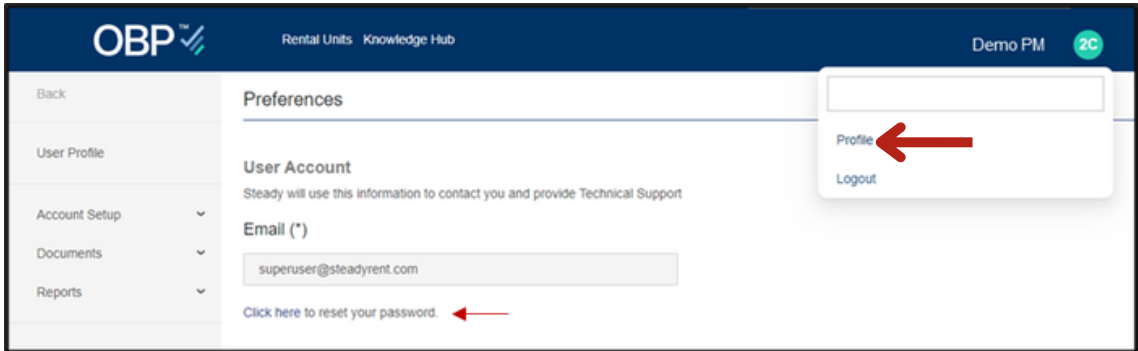 OBP™
Rental Units Knowledge Hub
Demo PM 2C
Back
Preferences
Profile
Logout
User Profile
User Account
Steady will use this information to contact you and provide Technical Support
Account Setup
Email (*)
Documents
superuser@steadyrent.com
Reports
Click here to reset your password.